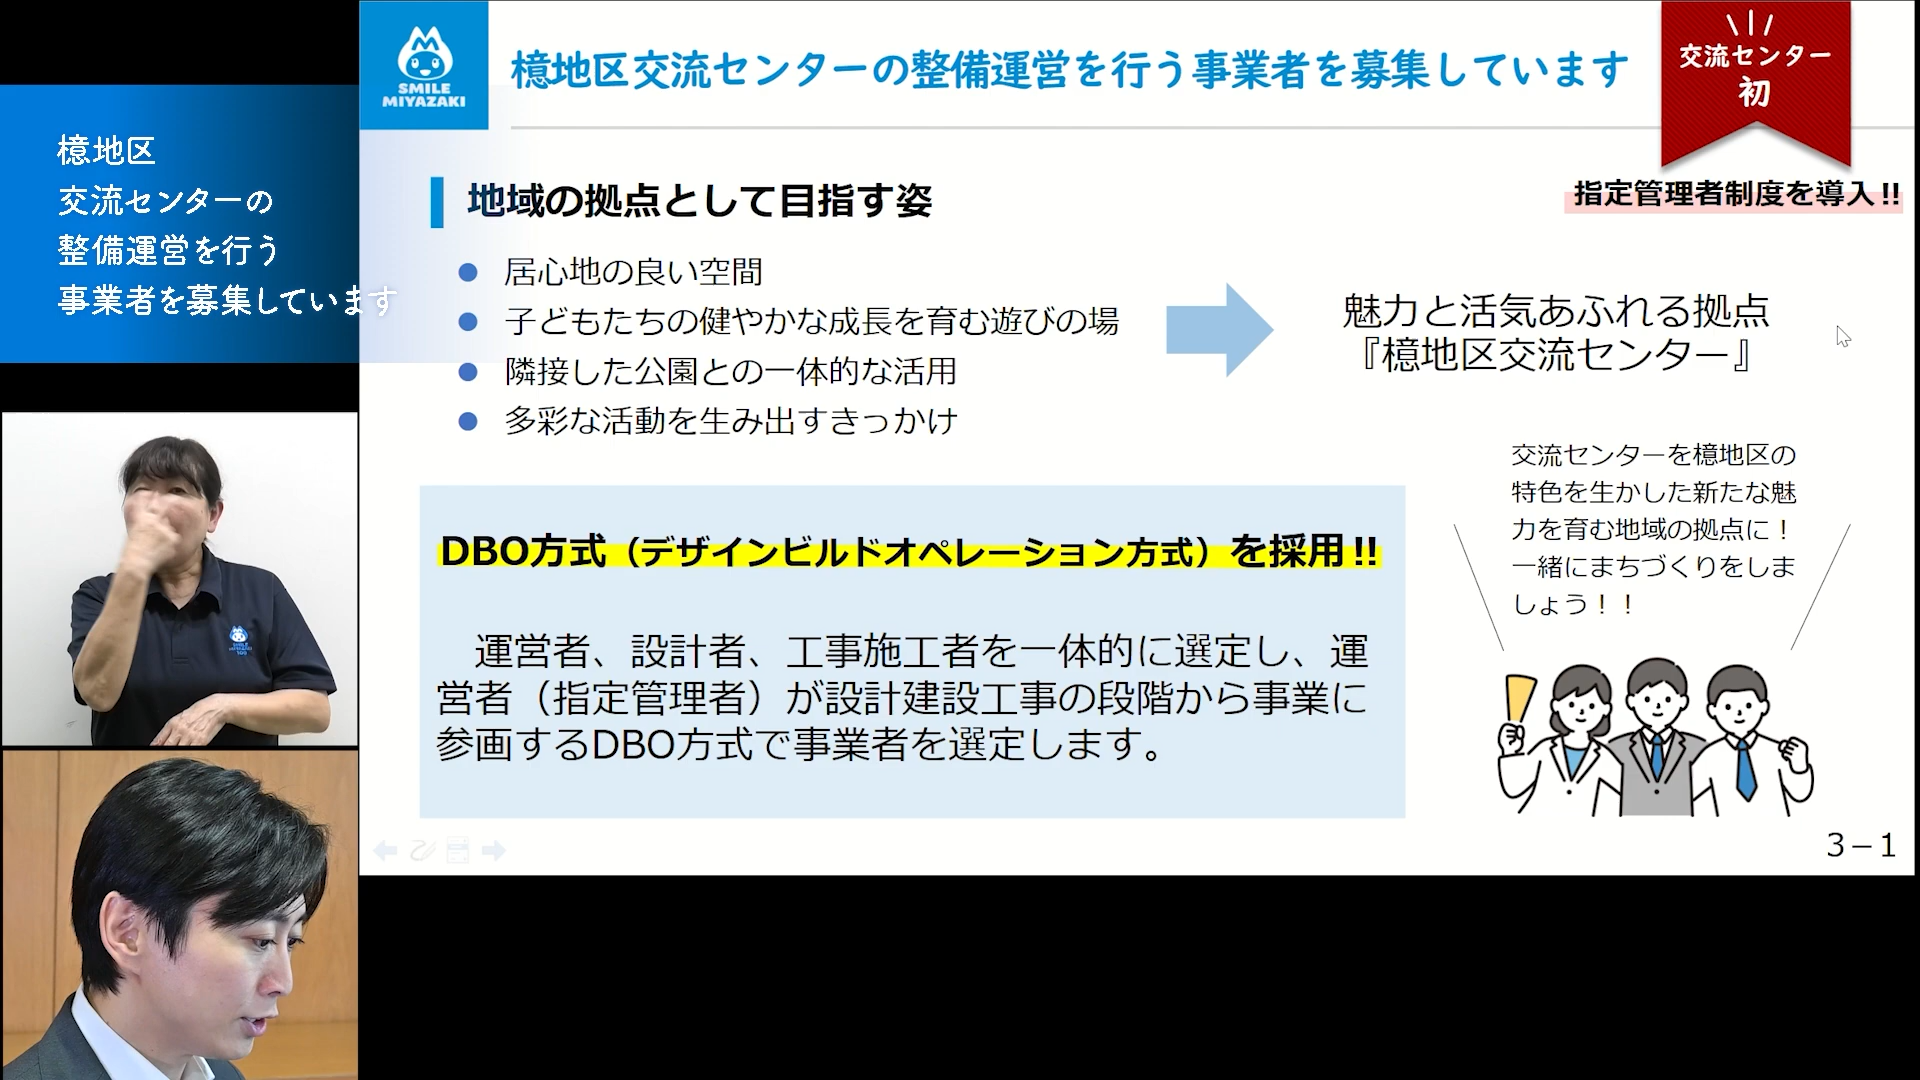 檍地区
交流センターの
整備運営を行う
事業者を募集しています
SMILE
MIYAZAKI
檍地区交流センターの整備運営を行う事業者を募集しています
交流センター
初
指定管理者制度を導入!!
地域の拠点として目指す姿
● 居心地の良い空間
● 子どもたちの健やかな成長を育む遊びの場
● 隣接した公園との一体的な活用
● 多彩な活動を生み出すきっかけ
魅力と活気あふれる拠点
『檍地区交流センター』
DBO方式（デザインビルドオペレーション方式）を採用!!
運営者、設計者、工事施工者を一体的に選定し、運
営者（指定管理者）が設計建設工事の段階から事業に
参画するDBO方式で事業者を選定します。
交流センターを檍地区の
特色を生かした新たな魅
力を育む地域の拠点に！
一緒にまちづくりをしま
しょう！！
3－1
SMILE
MIYAZAKI
100